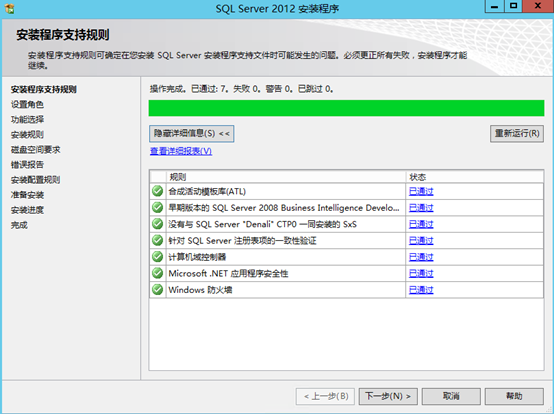 SQL Server 2012 安装程序
安装程序支持规则
安装程序支持规则可确定在您安装 SQL Server 安装程序支持文件时可能发生的问题。必须更正所有失败，安装程序才能
继续。
安装程序支持规则
设置角色
功能选择
安装规则
磁盘空间要求
错误报告
安装配置规则
准备安装
安装进度
完成
操作完成。已通过: 7。失败 0。警告 0。已跳过 0。
隐藏详细信息(S) <<
重新运行(R)
查看详细报表(V)
规则 状态
合成活动模板库(ATL) 已通过
早期版本的 SQL Server 2008 Business Intelligence Develo... 已通过
没有与 SQL Server "Denali" CTP0 一同安装的 SxS 已通过
针对 SQL Server 注册表项的一致性验证 已通过
计算机域控制器 已通过
Microsoft .NET 应用程序安全性 已通过
Windows 防火墙 已通过
< 上一步(B) 下一步(N) > 取消 帮助